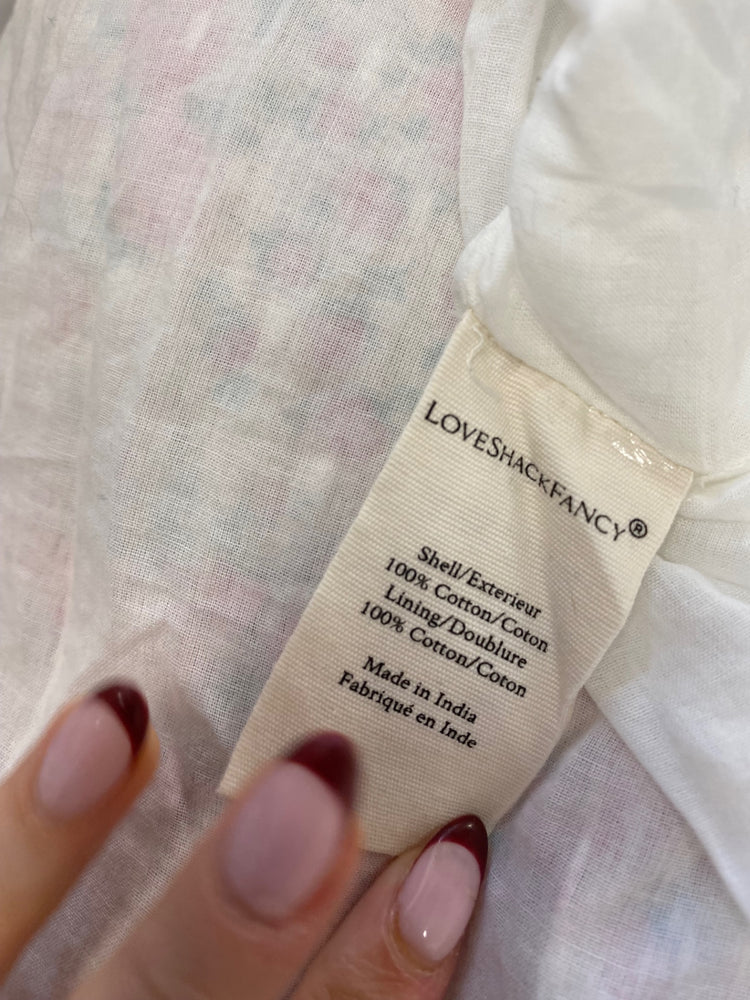 LOVESHACKFANCY®
Shell/Exterieur
100% Cotton/Coton
Lining/Doublure
100% Cotton/Coton
Made in India
Fabriqué en Inde